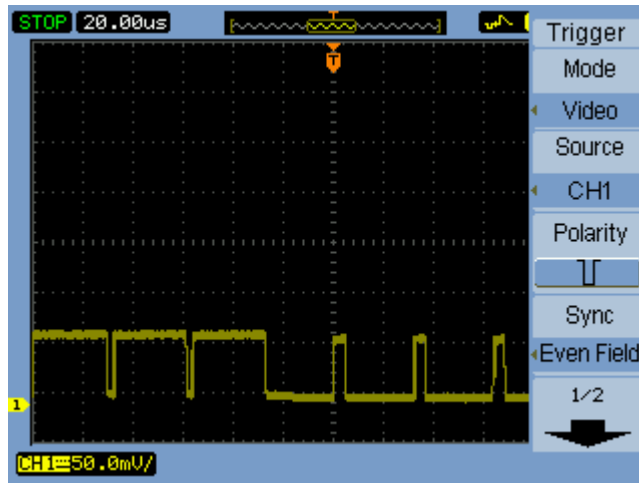 STOP 20.00us
T
Trigger
Mode
Video
Source
CH1
Polarity
Sync
Even Field
1/2
1
CH1 50.0mV/